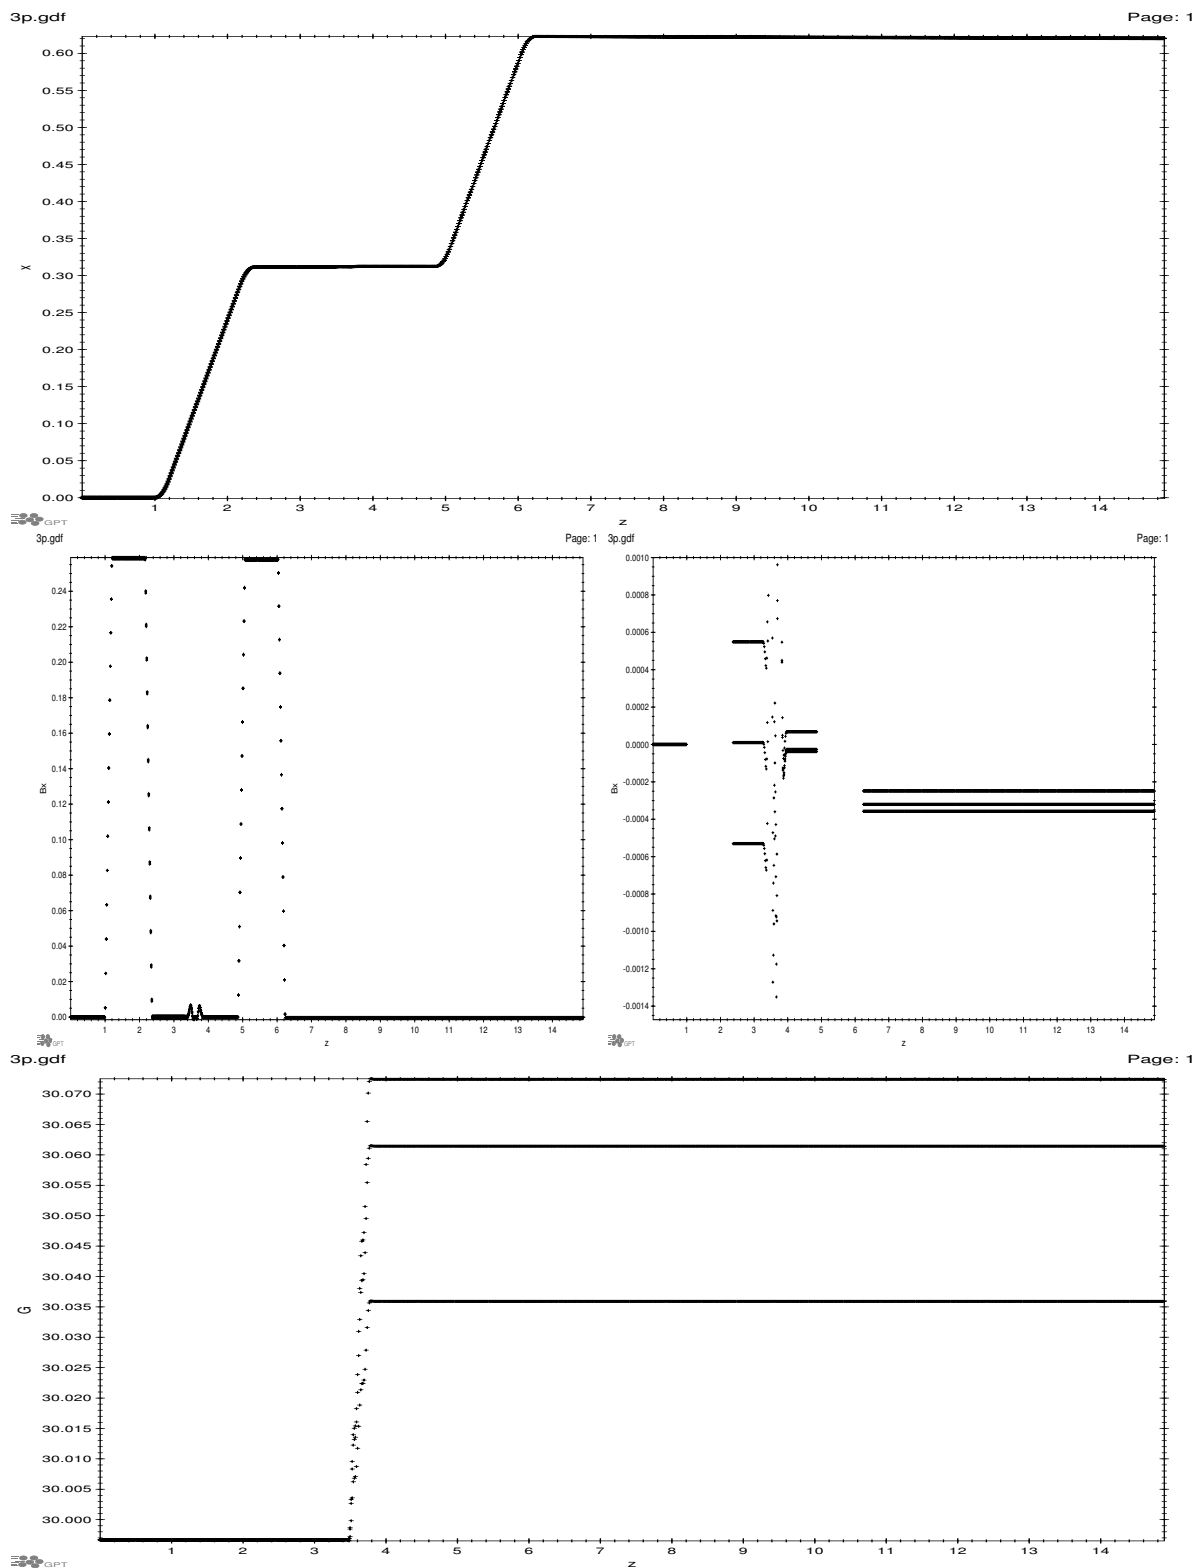 3p.gdf Page: 1
0.60
0.55
0.50
0.45
0.40
0.35
0.30
0.25
0.20
0.15
0.10
0.05
0.00
X
1 2 3 4 5 6 7 8 9 10 11 12 13 14
z
GPT
3p.gdf Page: 1
0.24
0.22
0.20
0.18
0.16
0.14
0.12
0.10
0.08
0.06
0.04
0.02
0.00
Bx
1 2 3 4 5 6 7 8 9 10 11 12 13 14
z
GPT
3p.gdf Page: 1
0.0010
0.0008
0.0006
0.0004
0.0002
0.0000
-0.0002
-0.0004
-0.0006
-0.0008
-0.0010
-0.0012
-0.0014
Bx
1 2 3 4 5 6 7 8 9 10 11 12 13 14
z
GPT
3p.gdf Page: 1
30.070
30.065
30.060
30.055
30.050
30.045
30.040
30.035
30.030
30.025
30.020
30.015
30.010
30.005
30.000
G
1 2 3 4 5 6 7 8 9 10 11 12 13 14
z
GPT